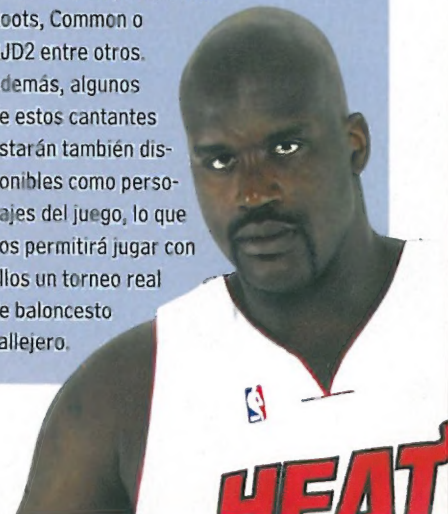 oots, Common o
JD2 entre otros.
demás, algunos
e estos cantantes
starán también dis-
onibles como perso-
ajes del juego, lo que
os permitirá jugar con
llos un torneo real
e baloncesto
allejero.
HEAT